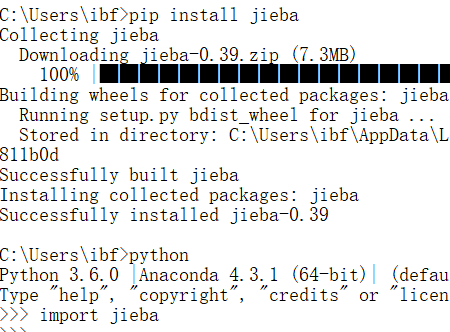 C:\Users\ibf>pip install jieba
Collecting jieba
Downloading jieba-0.39.zip (7.3MB)
100% |
Building wheels for collected packages: jieba
Running setup.py bdist_wheel for jieba ...
Stored in directory: C:\Users\ibf\AppData\L
811b0d
Successfully built jieba
Installing collected packages: jieba
Successfully installed jieba-0.39
C:\Users\ibf>python
Python 3.6.0 |Anaconda 4.3.1 (64-bit)| (defau
Type "help", "copyright", "credits" or "licen
>>> import jieba
>>>